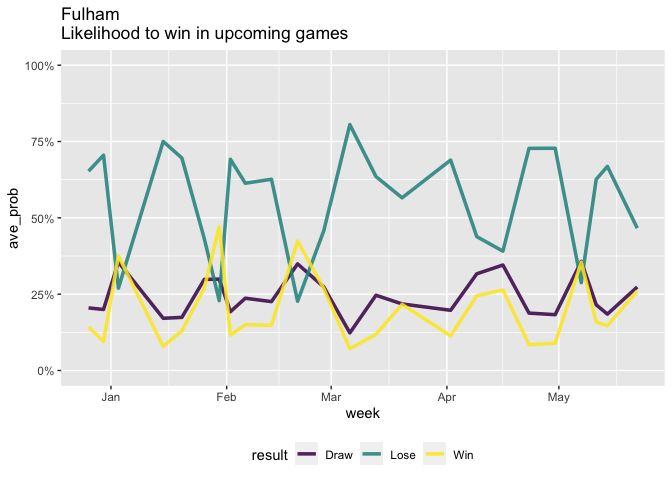 Fulham
Likelihood to win in upcoming games
100%
75%
50%
25%
0%
ave_prob
Jan Feb Mar Apr May
week
result Draw Lose Win